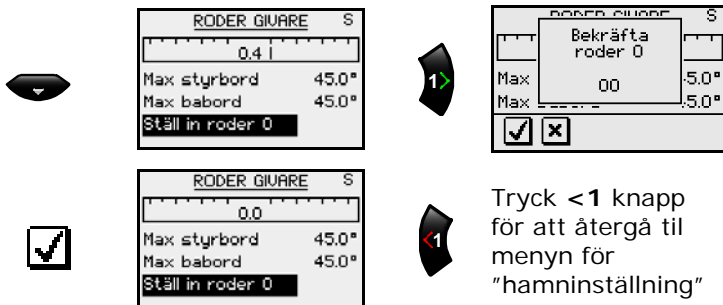 RODER GIVARE S
0.4
Max styrbord 45.0°
Max babord 45.0°
Ställ in roder 0
1>
S
Bekräfta
roder 0
00
Max 5.0°
Max 5.0°
RODER GIVARE S
0.0
Max styrbord 45.0°
Max babord 45.0°
Ställ in roder 0
<1
Tryck <1 knapp
för att återgå til
menyn för
"hamninställning"